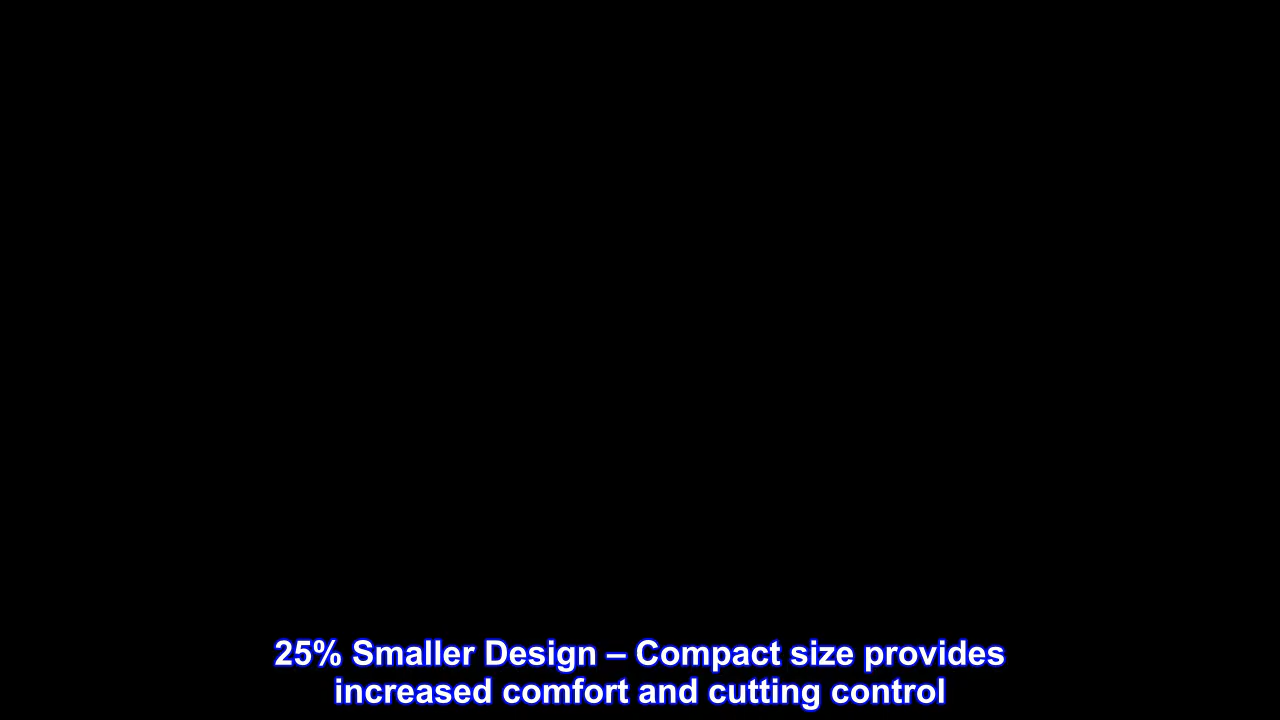 25% Smaller Design – Compact size provides
increased comfort and cutting control